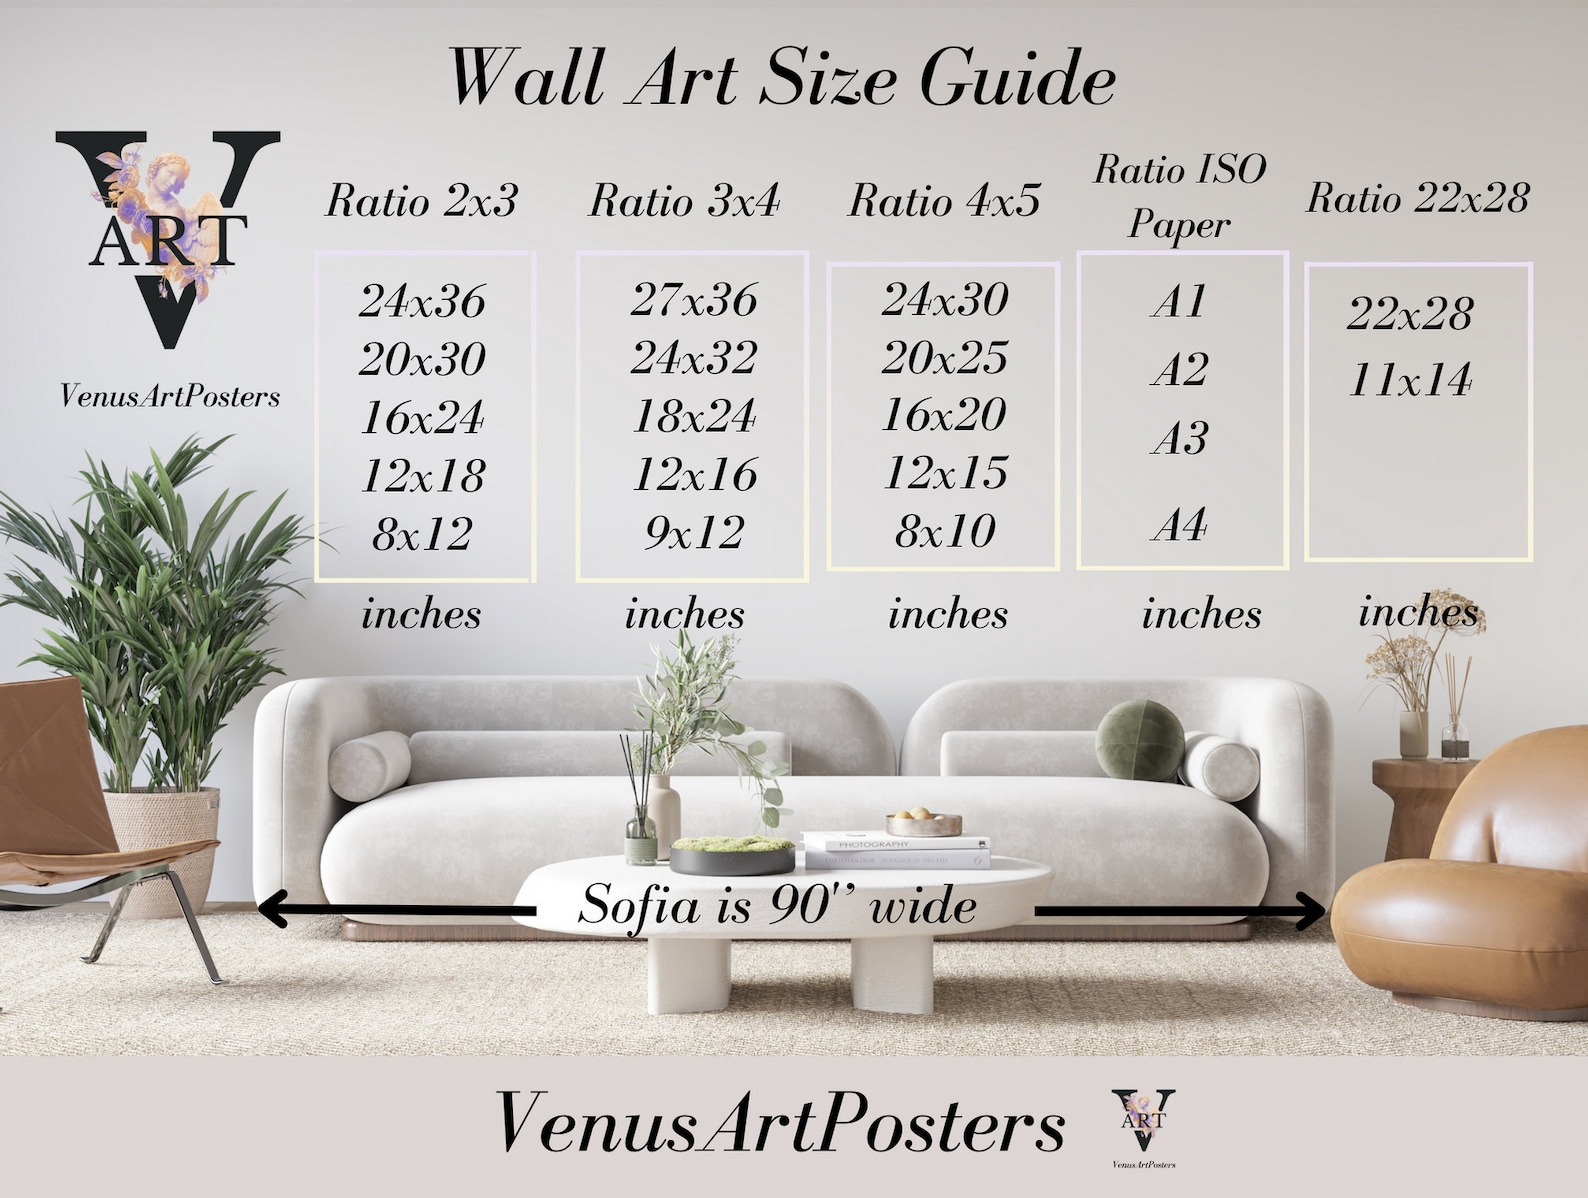 Wall Art Size Guide
V
ART
VenusArtPosters
Ratio 2x3
24x36
20x30
16x24
12x18
8x12
inches
Ratio 3x4
27x36
24x32
18x24
12x16
9x12
inches
Ratio 4x5
24x30
20x25
16x20
12x15
8x10
inches
Ratio ISO
Paper
A1
A2
A3
A4
inches
Ratio 22x28
22x28
11x14
inches
PHOTOGRAPHY
Sofia is 90'’ wide
VenusArtPosters
V
ART
VenusArtPosters